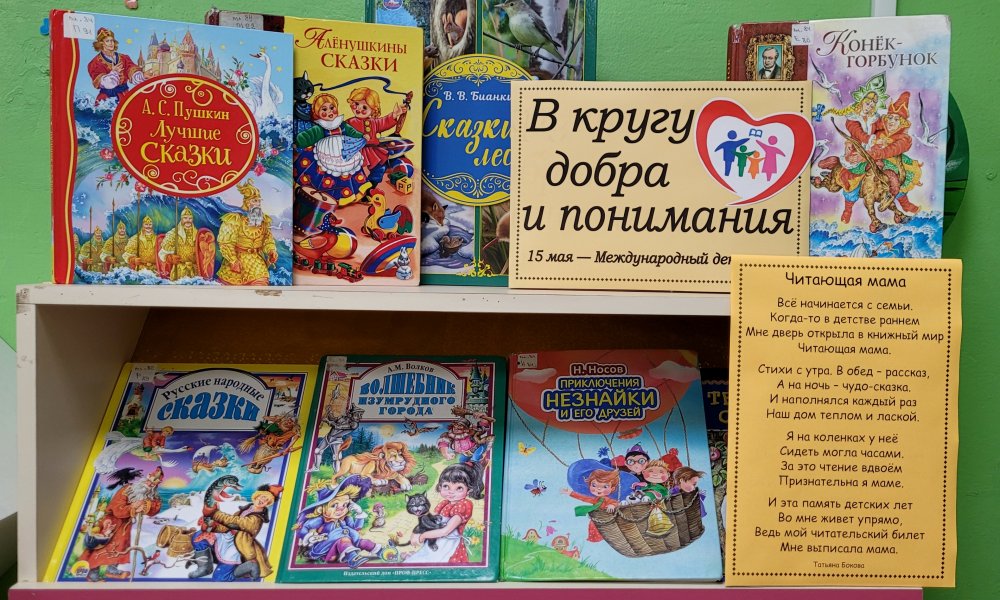 А. С. Пушкин
Лучшие
Сказки
Алёнушкины
сказки
В. В. Бианки
Сказки
В кругу
добра
и понимания
15 мая — Международный
Конёк-
горбунок
Русские народные
сказки
А.М. Волков
Волшебник
Изумрудного
города
Издательский дом «ПРОФ-ПРЕСС»
Н. Носов
Приключения
Незнайки
и его друзей
Читающая мама
Всё начинается с семьи.
Когда-то в детстве раннем
Мне дверь открыла в книжный мир
Читающая мама.
Стихи с утра. В обед – рассказ,
А на ночь – чудо-сказка.
И наполнялся каждый раз
Наш дом теплом и лаской.
Я на коленках у неё
Сидеть могла часами.
За это чтение вдвоём
Признательна я маме.
И эта память детских лет
Во мне живет упрямо,
Ведь мой читательский билет
Мне выписала мама.
Татьяна Бокова